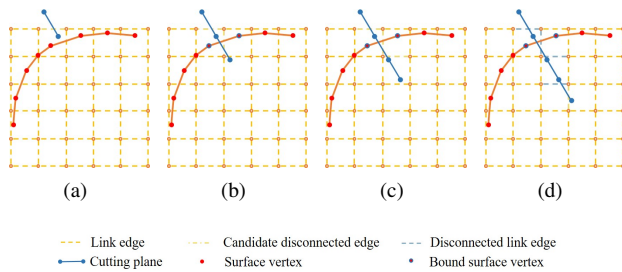 (a)
(b)
(c)
(d)
Link edge
Candidate disconnected edge
Disconnected link edge
Cutting plane
Surface vertex
Bound surface vertex